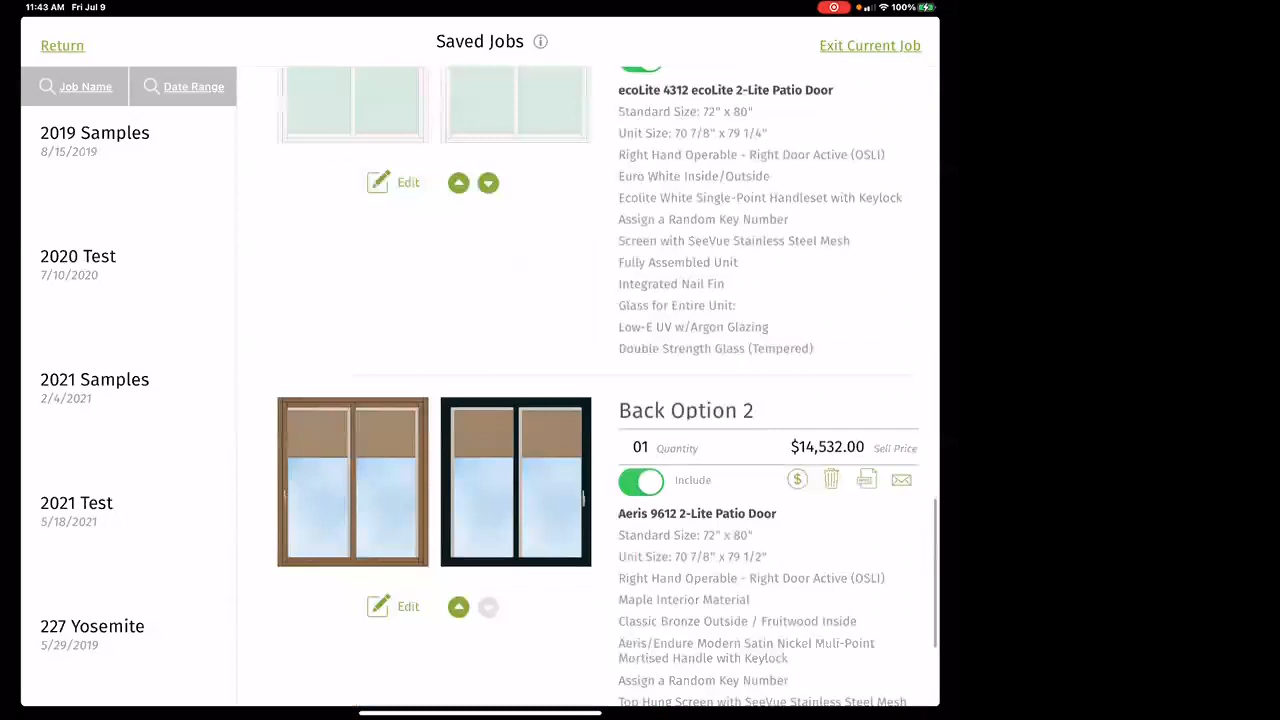 11:43 AM Fri Jul 9
100%
Return
Saved Jobs
Exit Current Job
Job Name
Date Range
2019 Samples
8/15/2019
2020 Test
7/10/2020
2021 Samples
2/4/2021
2021 Test
5/18/2021
227 Yosemite
5/29/2019
Edit
ecoLite 4312 ecoLite 2-Lite Patio Door
Standard Size: 72" x 80"
Unit Size: 70 7/8" x 79 1/4"
Right Hand Operable - Right Door Active (OSLI)
Euro White Inside/Outside
Ecolite White Single-Point Handleset with Keylock
Assign a Random Key Number
Screen with SeeVue Stainless Steel Mesh
Fully Assembled Unit
Integrated Nail Fin
Glass for Entire Unit:
Low-E UV w/Argon Glazing
Double Strength Glass (Tempered)
Edit
Back Option 2
01 Quantity $14,532.00 Sell Price
Include $
Aeris 9612 2-Lite Patio Door
Standard Size: 72" x 80"
Unit Size: 70 7/8" x 79 1/2"
Right Hand Operable - Right Door Active (OSLI)
Maple Interior Material
Classic Bronze Outside / Fruitwood Inside
Aeris/Endure Modern Satin Nickel Muli-Point
Mortised Handle with Keylock
Assign a Random Key Number
Top Hung Screen with SeeVue Stainless Steel Mesh